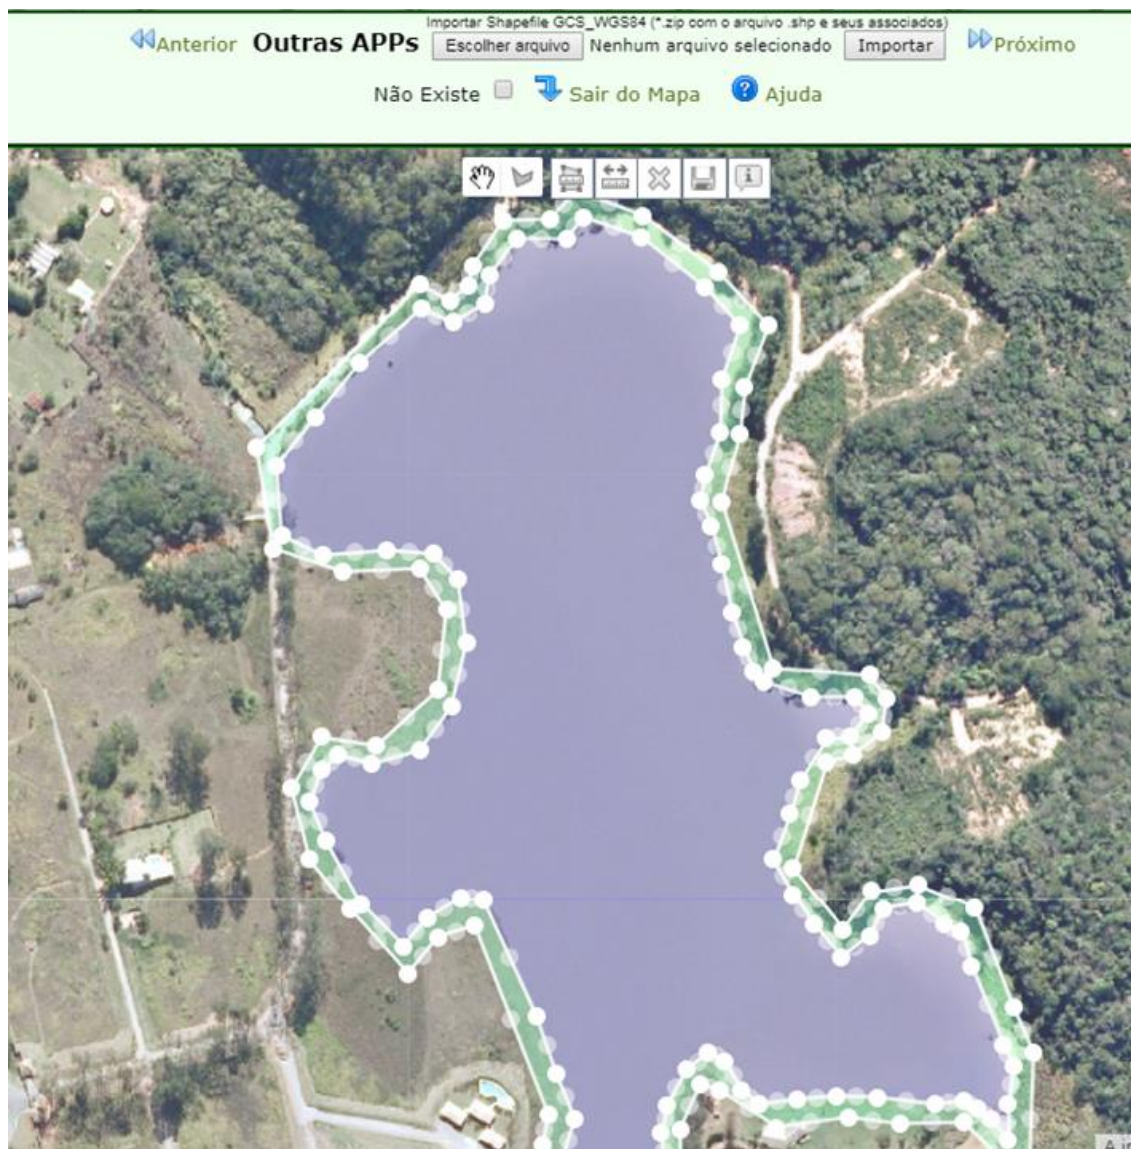 Importar Shapefile GCS_WGS84 (*.zip com o arquivo .shp e seus associados)
Anterior Outras APPs Escolher arquivo Nenhum arquivo selecionado Importar Próximo
Não Existe Sair do Mapa ? Ajuda
i